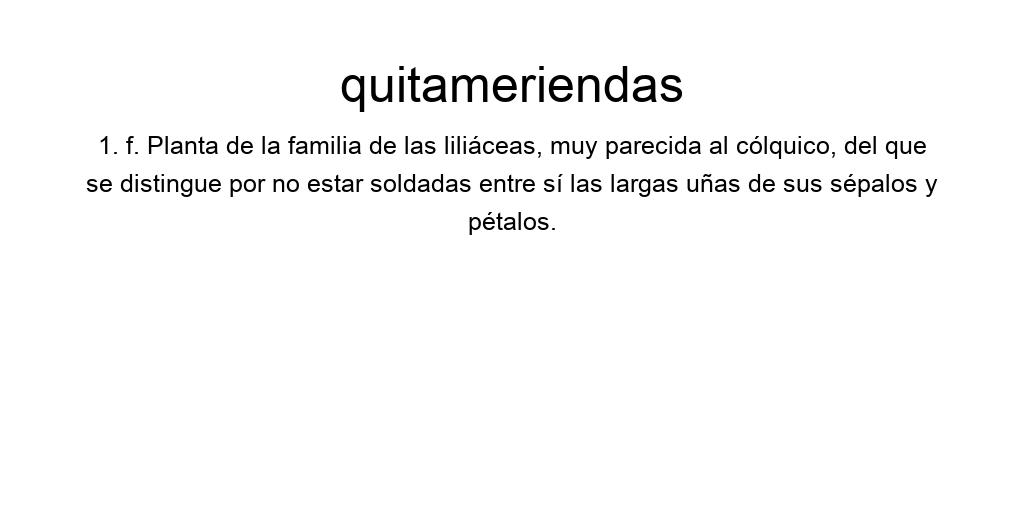 quitameriendas
1. f. Planta de la familia de las liliáceas, muy parecida al cólquico, del que
se distingue por no estar soldadas entre sí las largas uñas de sus sépalos y
pétalos.